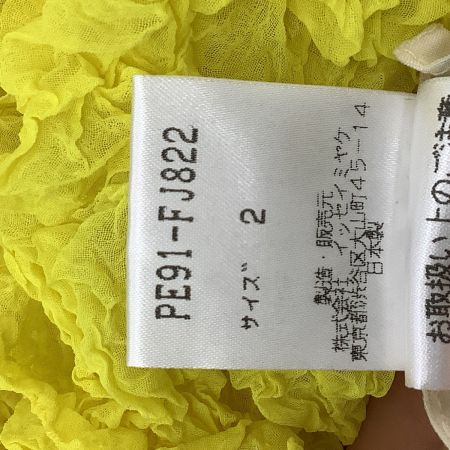 PE91-FJ822
サイズ 2
製造・販売元
株式会社 イッセイミヤケ
東京都渋谷区大山町45-14
日本製
お取扱い上のご注意